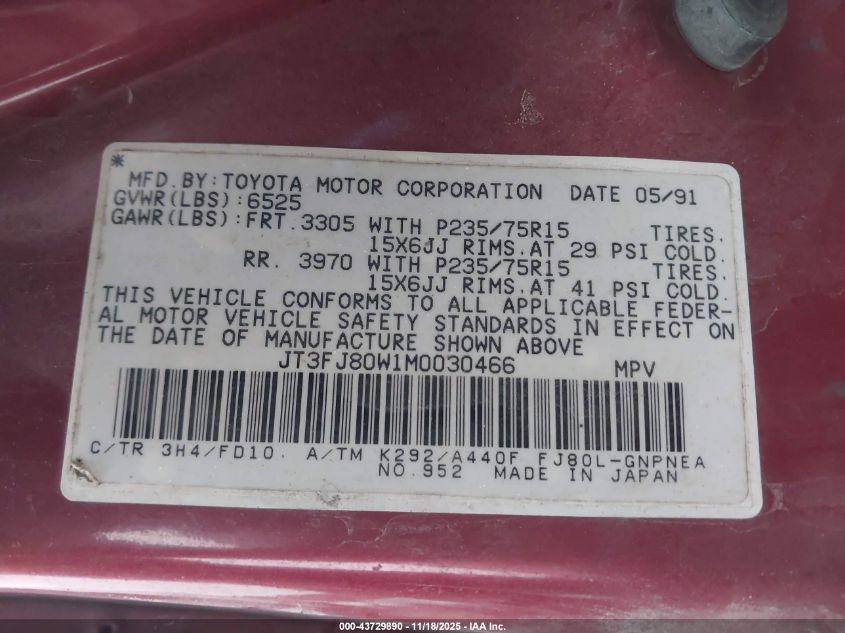 *
MFD.BY:TOYOTA MOTOR CORPORATION DATE 05/91
GVWR(LBS):6525
GAWR(LBS):FRT.3305 WITH P235/75R15 TIRES.
15X6JJ RIMS.AT 29 PSI COLD.
RR. 3970 WITH P235/75R15 TIRES.
15X6JJ RIMS.AT 41 PSI COLD.
THIS VEHICLE CONFORMS TO ALL APPLICABLE FEDER-
AL MOTOR VEHICLE SAFETY STANDARDS IN EFFECT ON
THE DATE OF MANUFACTURE SHOWN ABOVE
JT3FJ80W1M0030466 MPV
C/TR 3H4/FD10. A/TM K292/A440F FJ80L-GNPNEA
NO.952 MADE IN JAPAN
000-43729890 - 11/18/2025 - IAA Inc.